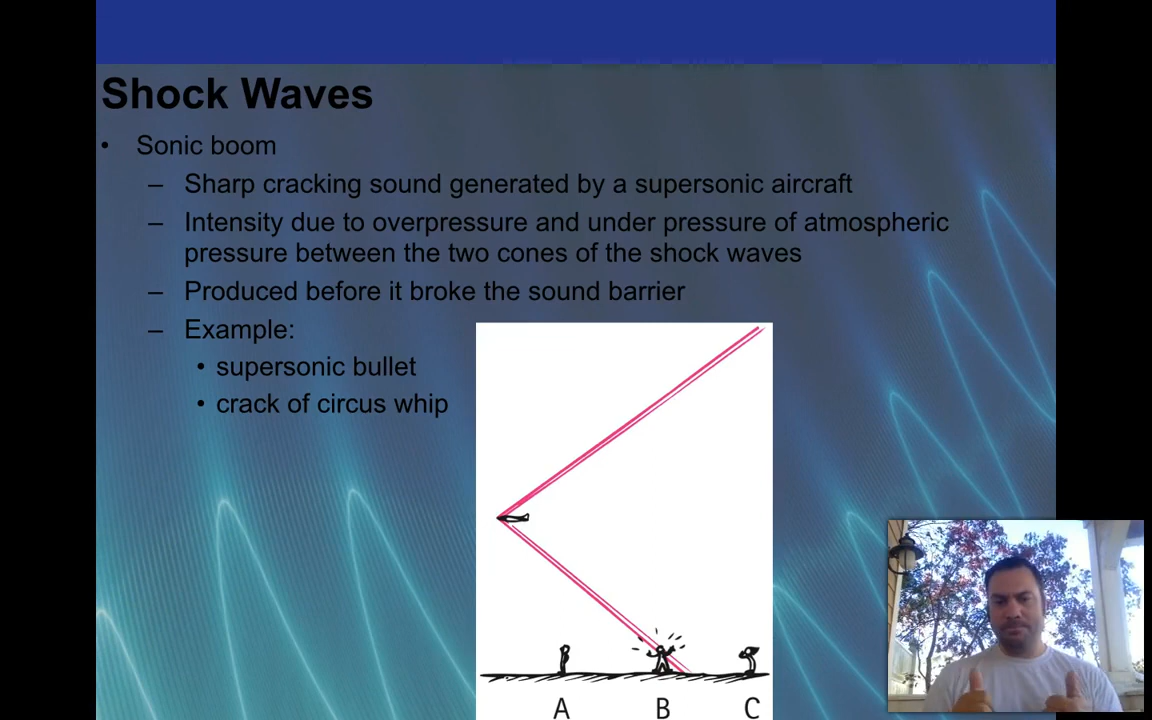 Shock Waves
• Sonic boom
– Sharp cracking sound generated by a supersonic aircraft
– Intensity due to overpressure and under pressure of atmospheric
pressure between the two cones of the shock waves
– Produced before it broke the sound barrier
– Example:
• supersonic bullet
• crack of circus whip
A B C